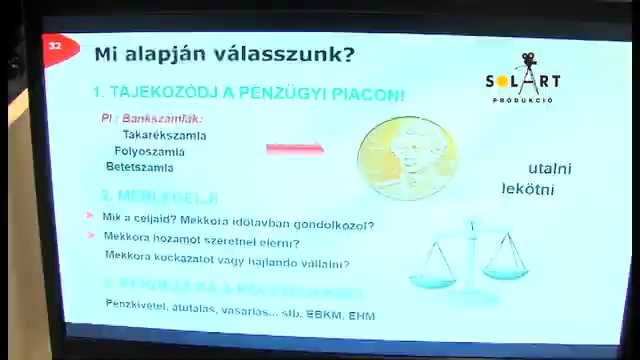 32
Mi alapján válasszunk?
SOLART
PRODUKCIÓ
1. TÁJÉKOZÓDJ A PÉNZÜGYI PIACON!
Pl : Bankszámlák:
Takarékszámla
Folyószámla
Betétszámla
utalni
lekötni
2. MÉRLEGELJ!
Mik a céljaid? Mekkora időtávban gondolkozol?
Mekkora hozamot szeretnél elérni?
Mekkora kockázatot vagy hajlandó vállalni?
Pénzkivétel, átutalás, vásárlás... stb. EBKM, EHM